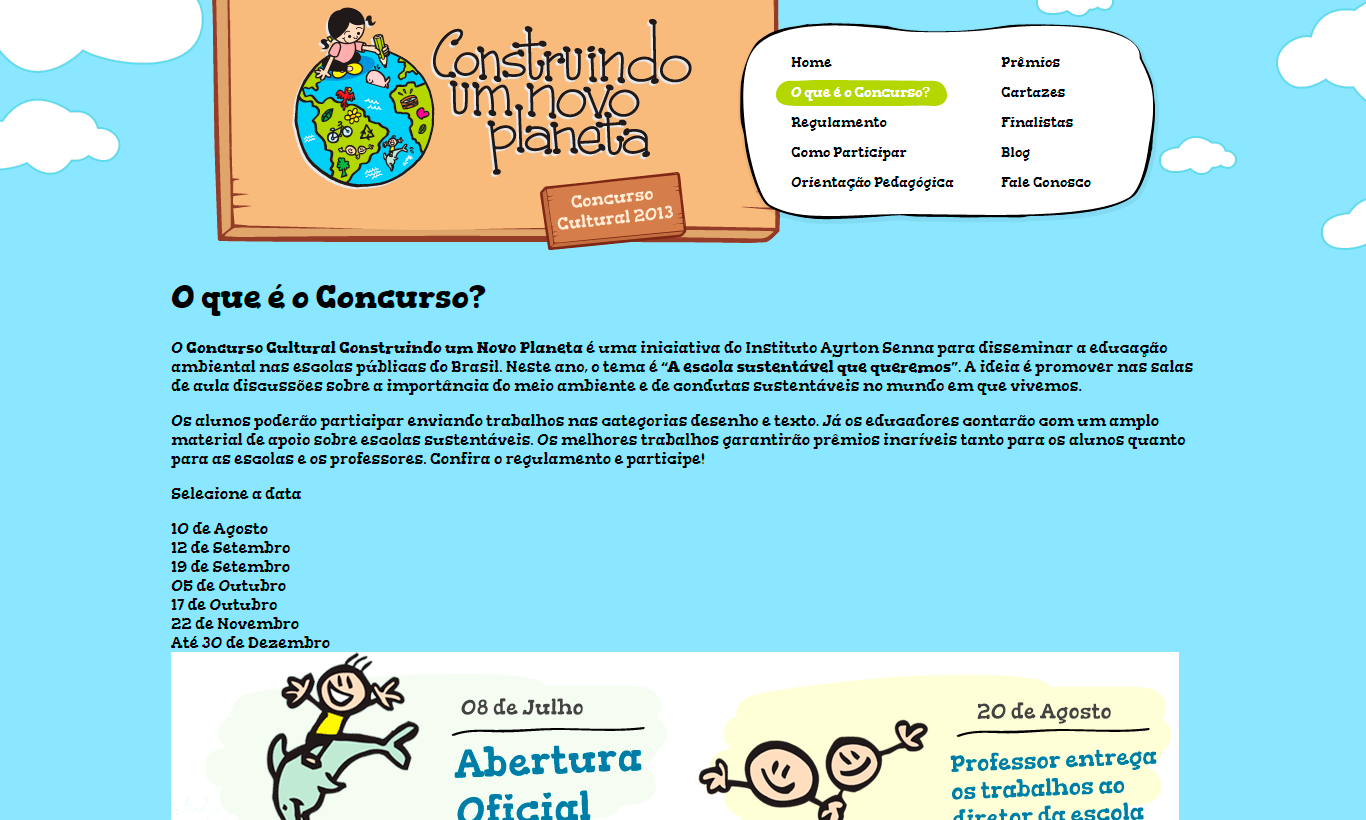 Construindo
um novo
planeta
Concurso
Cultural 2013
Home
O que é o Concurso?
Regulamento
Como Participar
Orientação Pedagógica
Prêmios
Cartazes
Finalistas
Blog
Fale Conosco
O que é o Concurso?
O Concurso Cultural Construindo um Novo Planeta é uma iniciativa do Instituto Ayrton Senna para disseminar a educação
ambiental nas escolas públicas do Brasil. Neste ano, o tema é “A escola sustentável que queremos”. A ideia é promover nas salas
de aula discussões sobre a importância do meio ambiente e de condutas sustentáveis no mundo em que vivemos.
Os alunos poderão participar enviando trabalhos nas categorias desenho e texto. Já os educadores contarão com um amplo
material de apoio sobre escolas sustentáveis. Os melhores trabalhos garantirão prêmios incríveis tanto para os alunos quanto
para as escolas e os professores. Confira o regulamento e participe!
Selecione a data
10 de Agosto
12 de Setembro
19 de Setembro
05 de Outubro
17 de Outubro
22 de Novembro
Até 30 de Dezembro
08 de Julho
Abertura
Oficial
20 de Agosto
Professor entrega
os trabalhos ao
diretor da escola